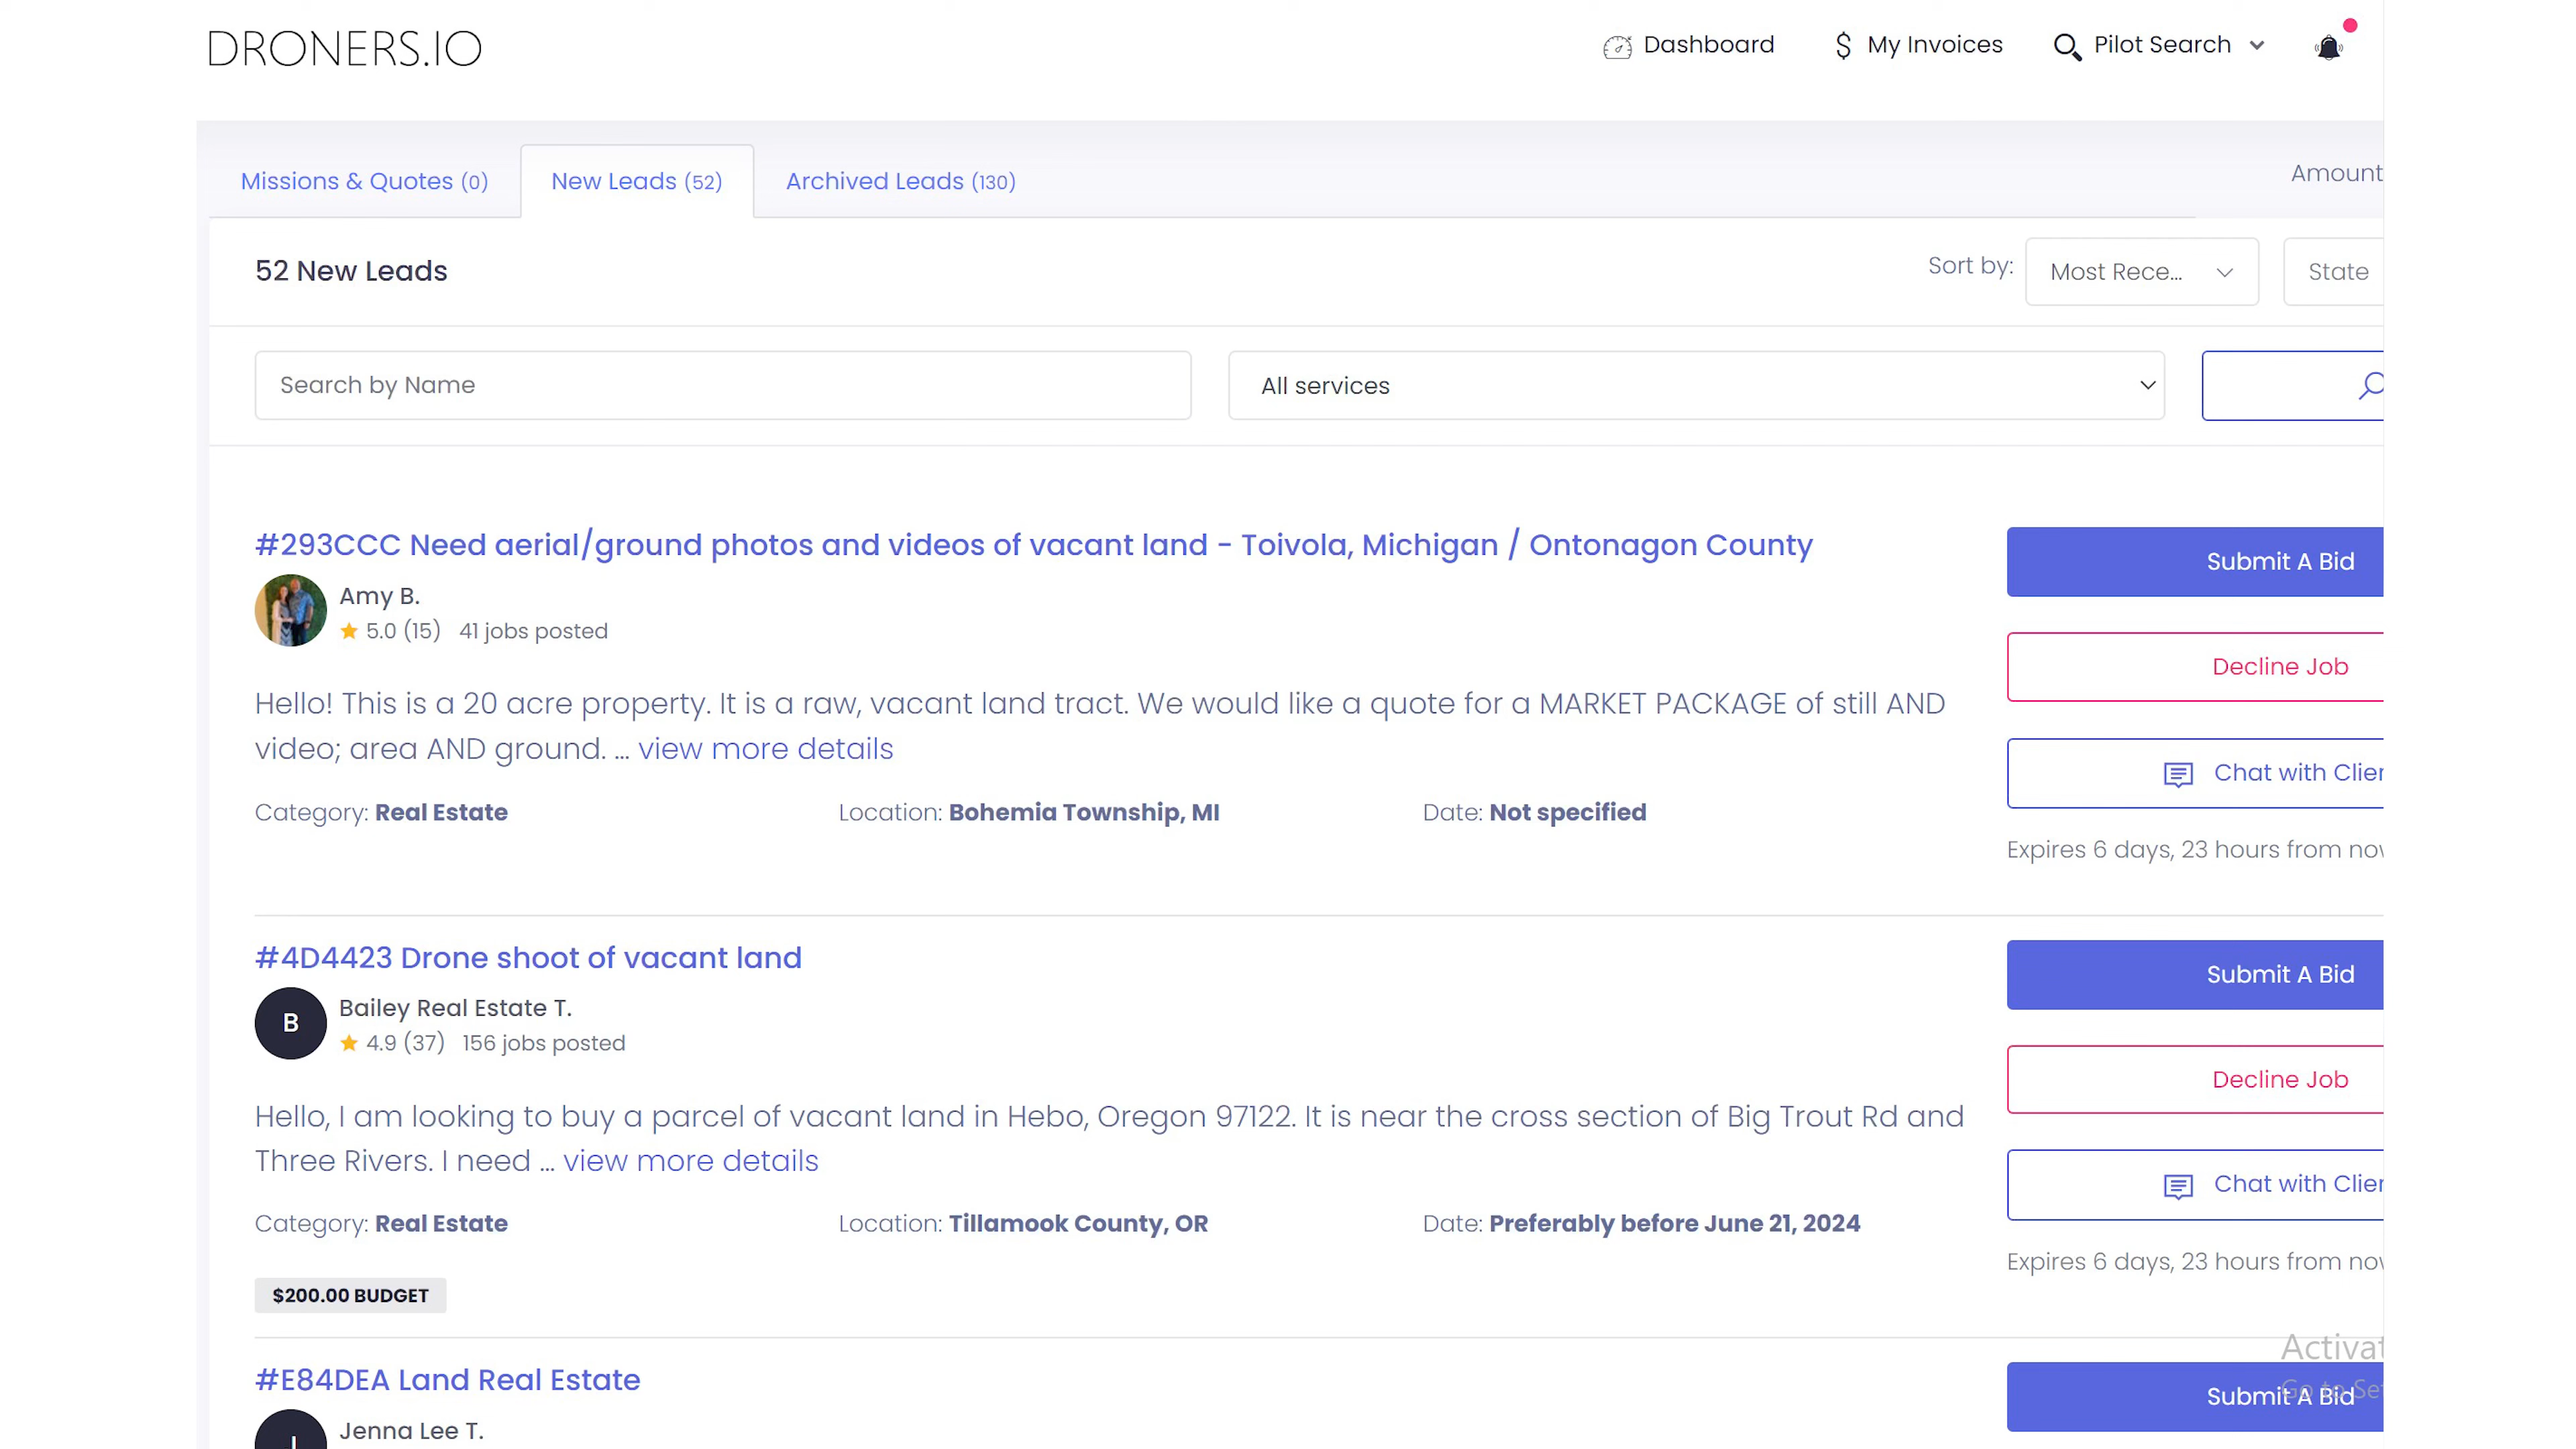 DRONERS.IO
Dashboard
My Invoices
Pilot Search
Missions & Quotes (0)
New Leads (52)
Archived Leads (130)
Amount
52 New Leads
Sort by:
Most Rece...
State
Search by Name
All services
#293CCC Need aerial/ground photos and videos of vacant land - Toivola, Michigan / Ontonagon County
Submit A Bid
Amy B.
5.0 (15) 41 jobs posted
Decline Job
Hello! This is a 20 acre property. It is a raw, vacant land tract. We would like a quote for a MARKET PACKAGE of still AND
video; area AND ground. ... view more details
Chat with Clien
Category: Real Estate
Location: Bohemia Township, MI
Date: Not specified
Expires 6 days, 23 hours from now
#4D4423 Drone shoot of vacant land
Submit A Bid
B
Bailey Real Estate T.
4.9 (37) 156 jobs posted
Decline Job
Hello, I am looking to buy a parcel of vacant land in Hebo, Oregon 97122. It is near the cross section of Big Trout Rd and
Three Rivers. I need ... view more details
Chat with Clien
Category: Real Estate
Location: Tillamook County, OR
Date: Preferably before June 21, 2024
Expires 6 days, 23 hours from now
$200.00 BUDGET
Activat
#E84DEA Land Real Estate
Submit A Bid
Go to Se
Jenna Lee T.